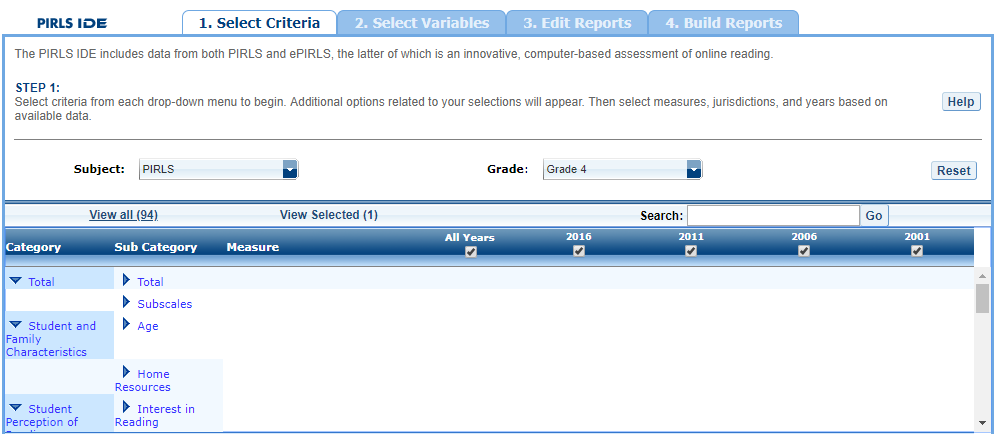 PIRLS IDE 1. Select Criteria 2. Select Variables 3. Edit Reports 4. Build Reports
The PIRLS IDE includes data from both PIRLS and ePIRLS, the latter of which is an innovative, computer-based assessment of online reading.
STEP 1:
Select criteria from each drop-down menu to begin. Additional options related to your selections will appear. Then select measures, jurisdictions, and years based on
available data.
Help
Subject: PIRLS Grade: Grade 4 Reset
View all (94) View Selected (1) Search: Go
Category Sub Category Measure All Years 2016 2011 2006 2001
Total Total
Subscales
Student and Age
Family
Characteristics
Home
Resources
Student Interest in
Perception of Reading